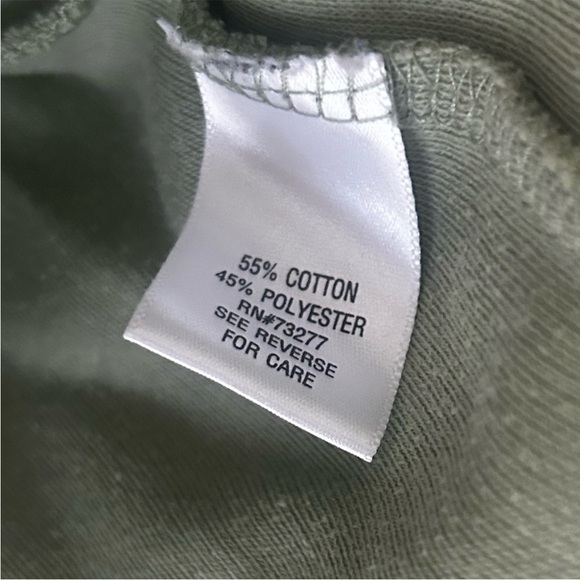 55% COTTON
45% POLYESTER
RN#73277
SEE REVERSE
FOR CARE